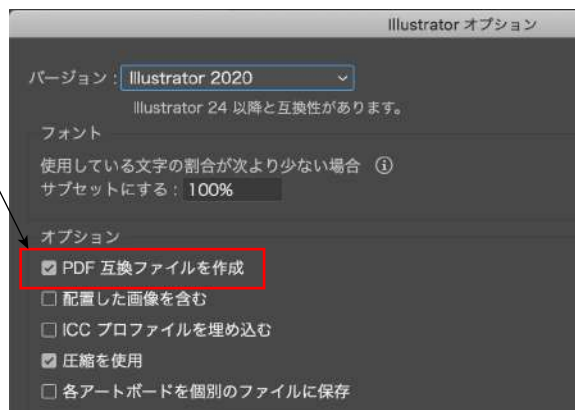 Illustrator オプション
バージョン : Illustrator 2020
Illustrator 24 以降と互換性があります。
フォント
使用している文字の割合が次より少ない場合 ⓘ
サブセットにする : 100%
オプション
PDF 互換ファイルを作成
配置した画像を含む
ICC プロファイルを埋め込む
圧縮を使用
各アートボードを個別のファイルに保存